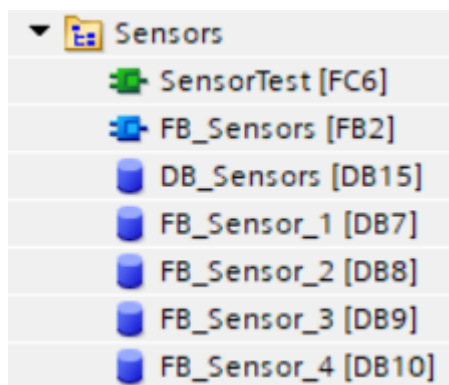 Sensors
SensorTest [FC6]
FB_Sensors [FB2]
DB_Sensors [DB15]
FB_Sensor_1 [DB7]
FB_Sensor_2 [DB8]
FB_Sensor_3 [DB9]
FB_Sensor_4 [DB10]